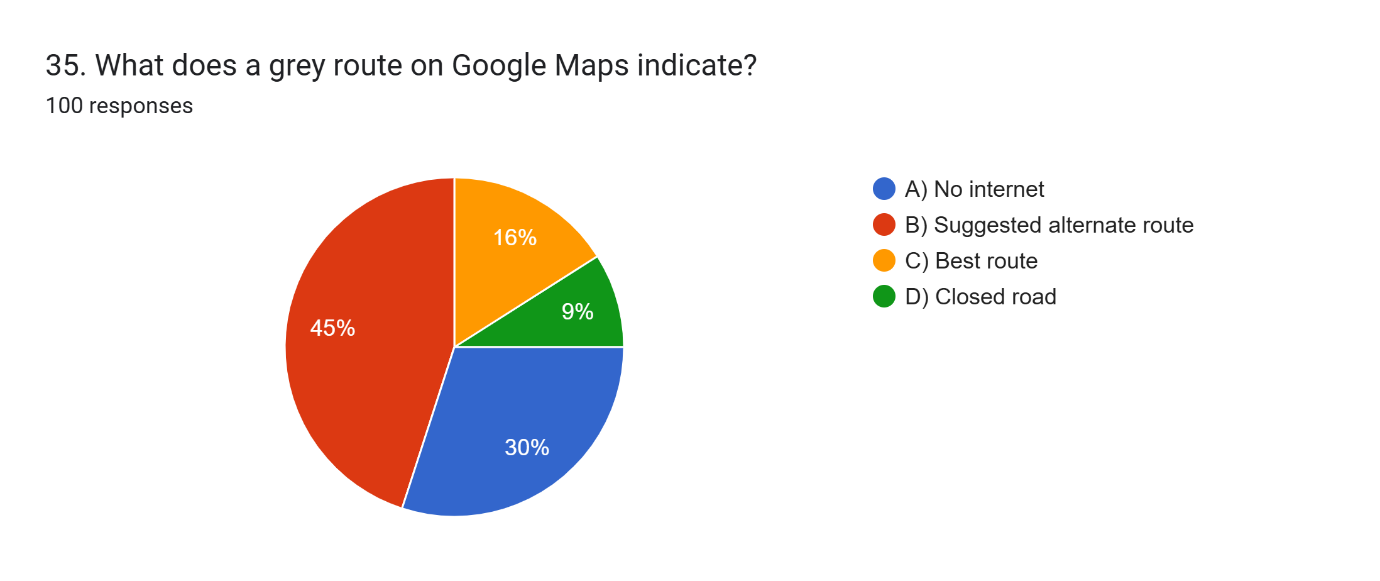 35. What does a grey route on Google Maps indicate?
100 responses
A) No internet
B) Suggested alternate route
C) Best route
D) Closed road
16%
9%
45%
30%